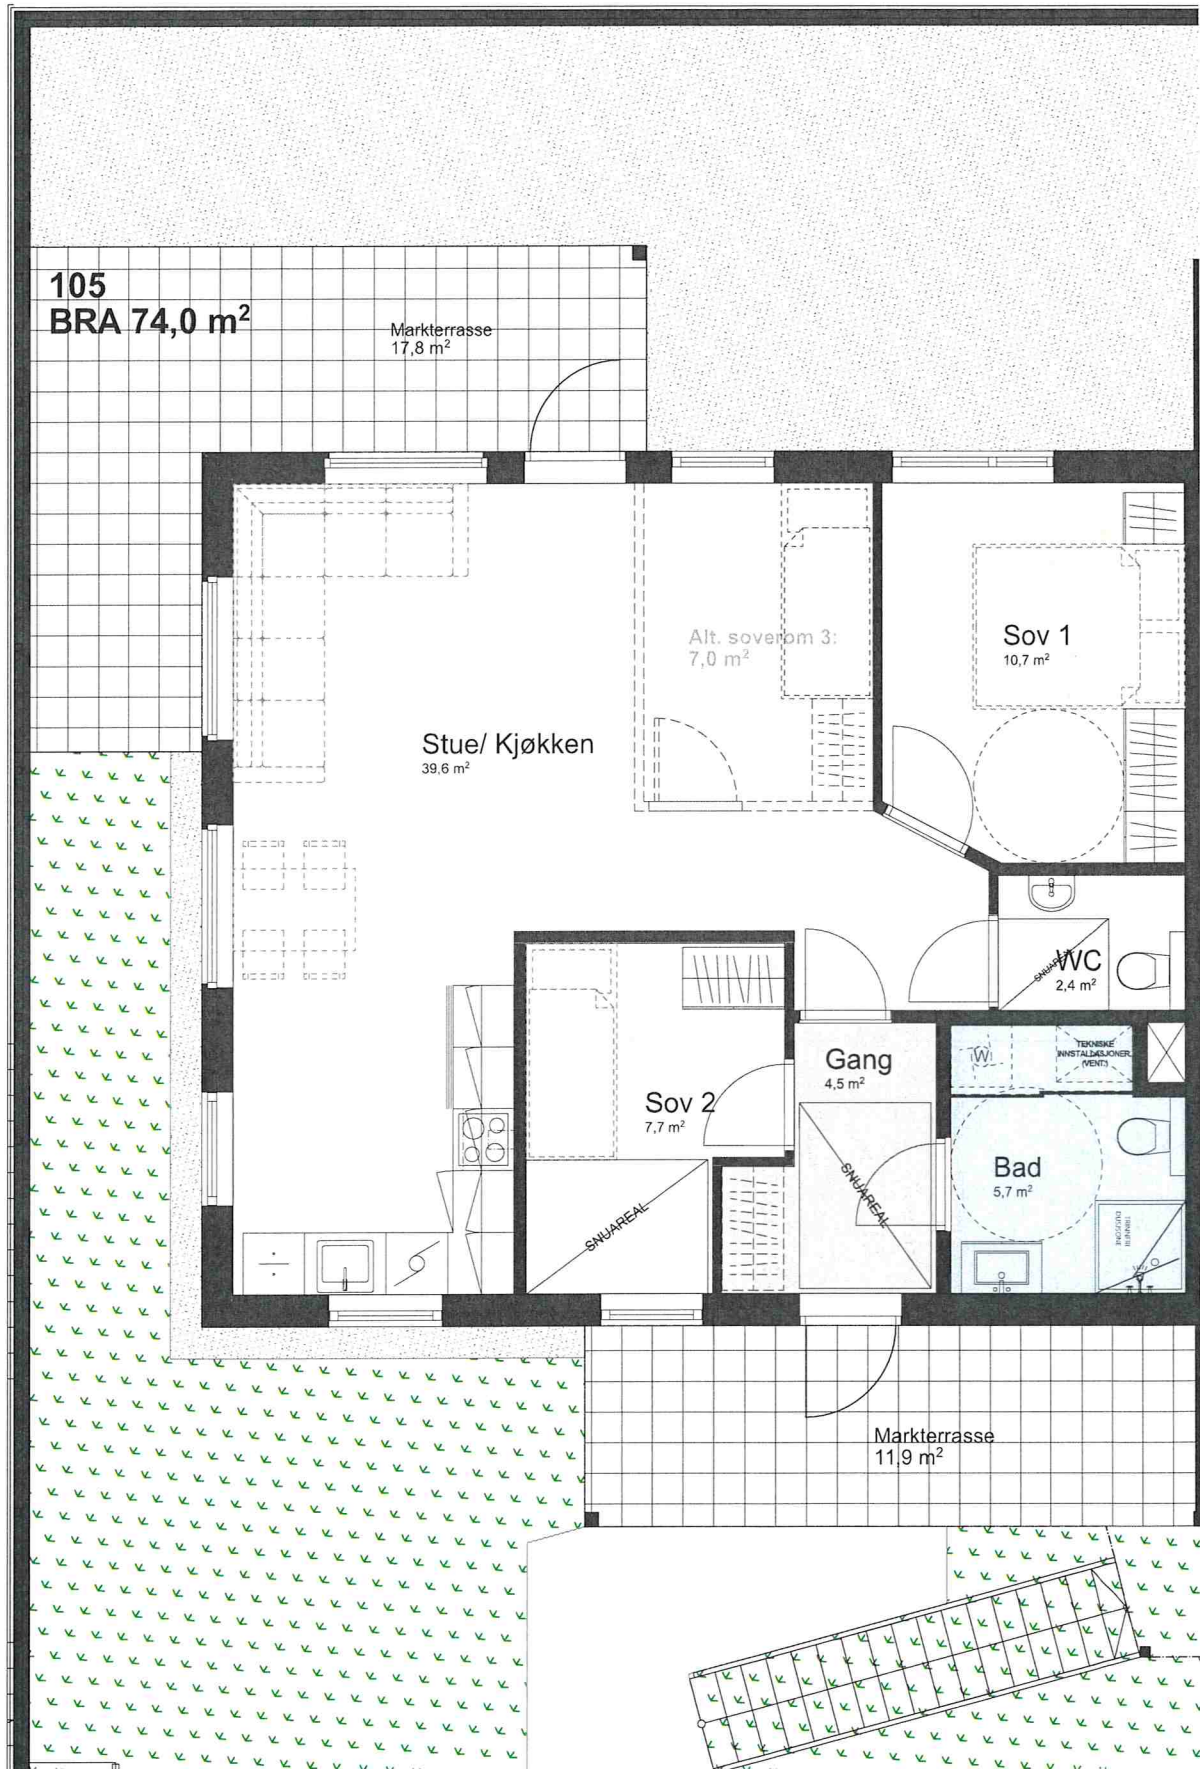 105
BRA 74,0 m²
Markterrasse
17,8 m²
Alt. soverom 3:
7,0 m²
Sov 1
10,7 m²
Stue/ Kjøkken
39,6 m²
WC
2,4 m²
SNUAREAL
Gang
4,5 m²
W
TEKNISKE
INNSTALLASJONER
(VENT.)
Sov 2
7,7 m²
Bad
5,7 m²
SNUAREAL
SNUAREAL
TRINNFRI
DUSJSONE
Markterrasse
11,9 m²